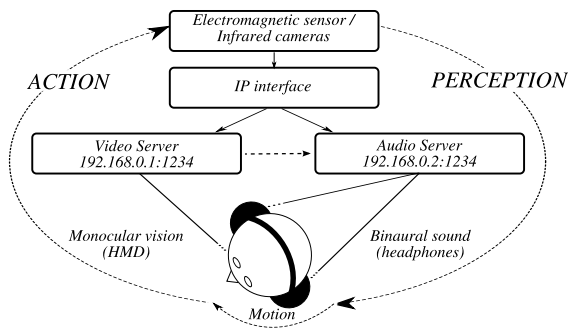 Electromagnetic sensor /
Infrared cameras
ACTION
PERCEPTION
IP interface
Video Server
192.168.0.1:1234
Audio Server
192.168.0.2:1234
Monocular vision
(HMD)
Binaural sound
(headphones)
Motion